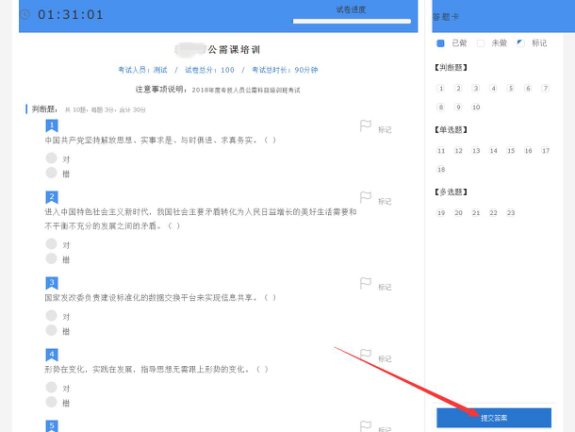 01:31:01
试卷进度
答题卡
公需课培训
考试人员：测试 / 试卷总分：100 / 考试总时长：90分钟
注意事项说明：2018年度专技人员公需科目培训班考试
判断题： 共 10题，每题 3分，合计 30分
1
标记
中国共产党坚持解放思想、实事求是、与时俱进、求真务实。（ ）
对
错
2
标记
进入中国特色社会主义新时代，我国社会主要矛盾转化为人民日益增长的美好生活需要和
不平衡不充分的发展之间的矛盾。（ ）
对
错
3
标记
国家发改委负责建设标准化的数据交换平台来实现信息共享。（ ）
对
错
4
标记
形势在变化，实践在发展，指导思想无需跟上形势的变化。（ ）
对
错
5
标记
已做 未做 标记
【判断题】
1 2 3 4 5 6 7
8 9 10
【单选题】
11 12 13 14 15 16 17
18
【多选题】
19 20 21 22 23
提交答案